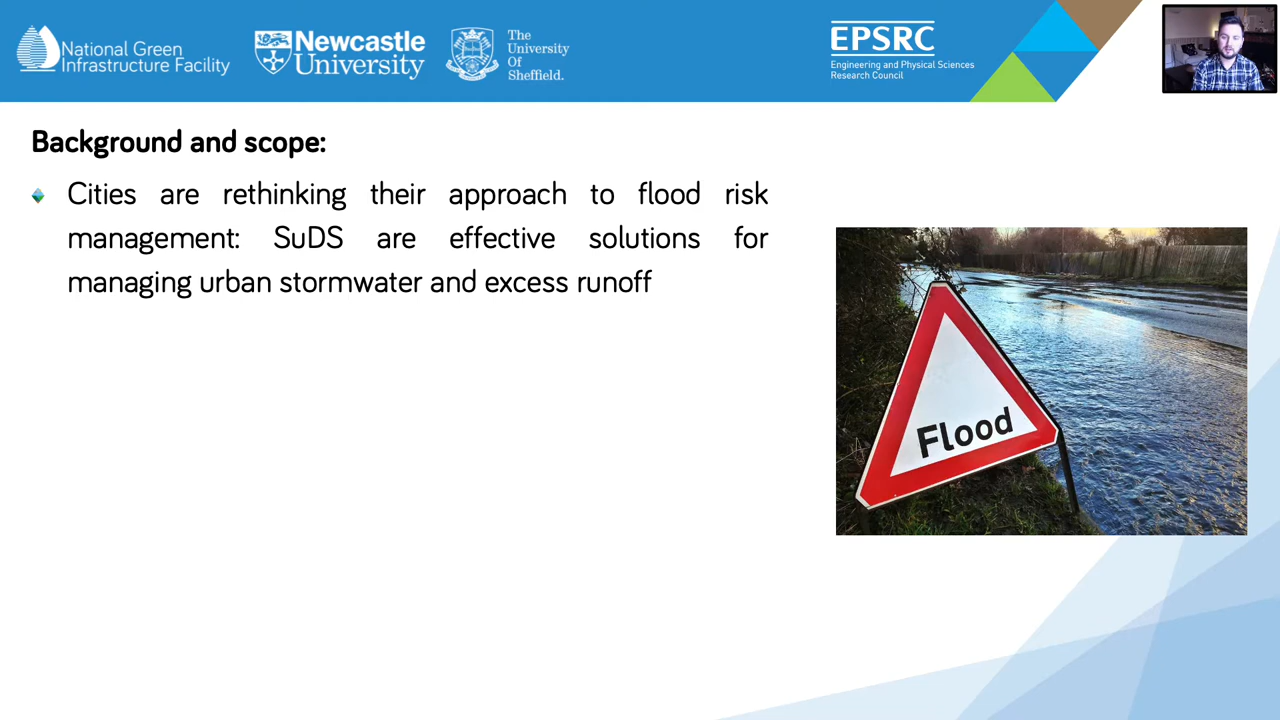 National Green
Infrastructure Facility
Newcastle
University
The
University
Of
Sheffield.
EPSRC
Engineering and Physical Sciences
Research Council
Background and scope:
Cities are rethinking their approach to flood risk
management: SuDS are effective solutions for
managing urban stormwater and excess runoff
Flood